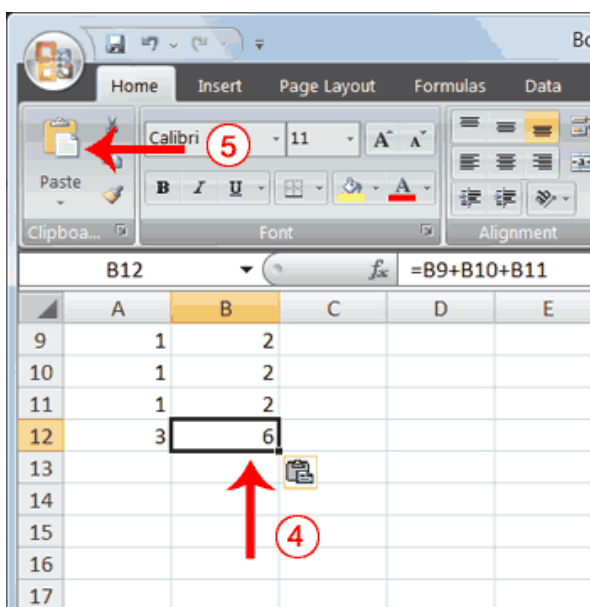 Bo
Home Insert Page Layout Formulas Data
Calibri 11 A A
⑤
Paste
B I U A
Clipboa... Font Alignment
B12 fx =B9+B10+B11
A B C D E
9 1 2
10 1 2
11 1 2
12 3 6
13
14
④
15
16
17